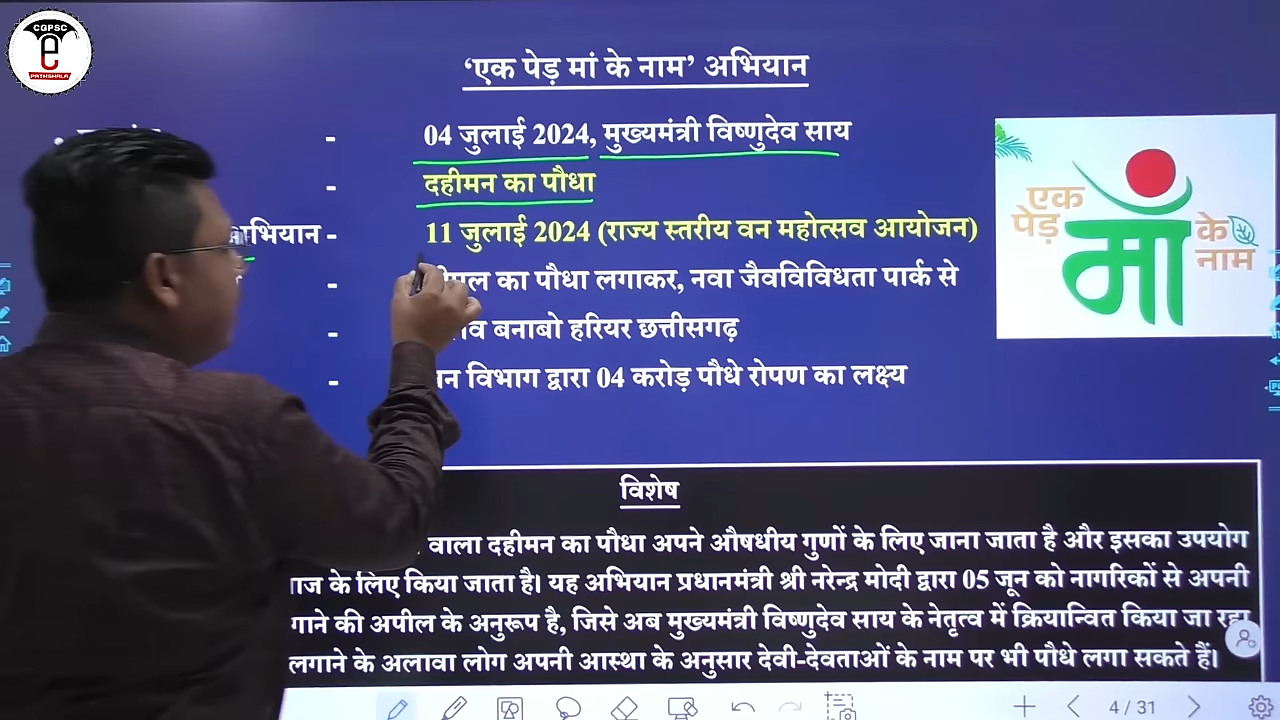 CGPSC
e
PATHSHALA
‘एक पेड़ मां के नाम’ अभियान
- 04 जुलाई 2024, मुख्यमंत्री विष्णुदेव साय
- दहीमन का पौधा
अभियान - 11 जुलाई 2024 (राज्य स्तरीय वन महोत्सव आयोजन)
- का पौधा लगाकर, नवा जैवविविधता पार्क से
- बनाबो हरियर छत्तीसगढ़
- वन विभाग द्वारा 04 करोड़ पौधे रोपण का लक्ष्य
एक
पेड़
माँ
के
नाम
विशेष
वाला दहीमन का पौधा अपने औषधीय गुणों के लिए जाना जाता है और इसका उपयोग
के लिए किया जाता है। यह अभियान प्रधानमंत्री श्री नरेन्द्र मोदी द्वारा 05 जून को नागरिकों से अपनी
की अपील के अनुरूप है, जिसे अब मुख्यमंत्री विष्णुदेव साय के नेतृत्व में क्रियान्वित किया जा रहा
लगाने के अलावा लोग अपनी आस्था के अनुसार देवी-देवताओं के नाम पर भी पौधे लगा सकते हैं।
4 / 31